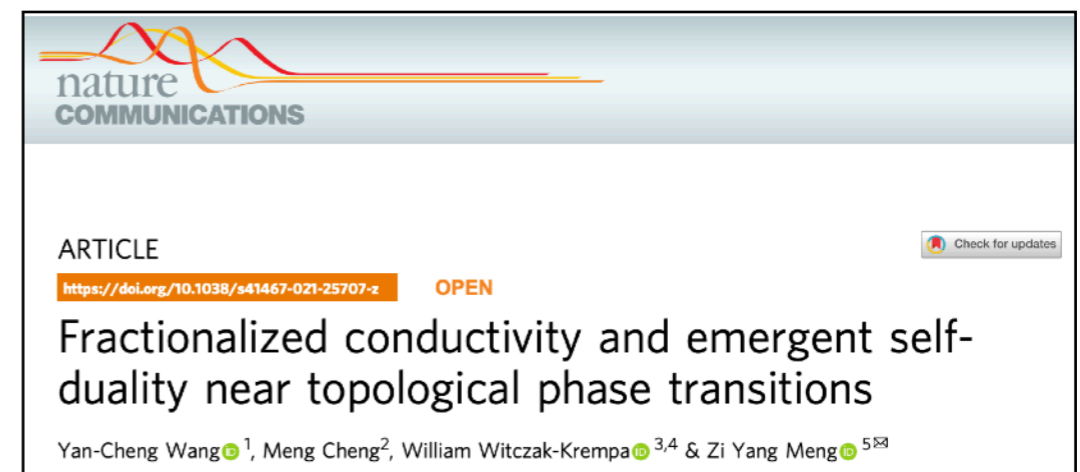 nature
COMMUNICATIONS
ARTICLE
Check for updates
https://doi.org/10.1038/s41467-021-25707-z OPEN
Fractionalized conductivity and emergent self-
duality near topological phase transitions
Yan-Cheng Wang 1, Meng Cheng2, William Witczak-Krempa 3,4 & Zi Yang Meng 5✉